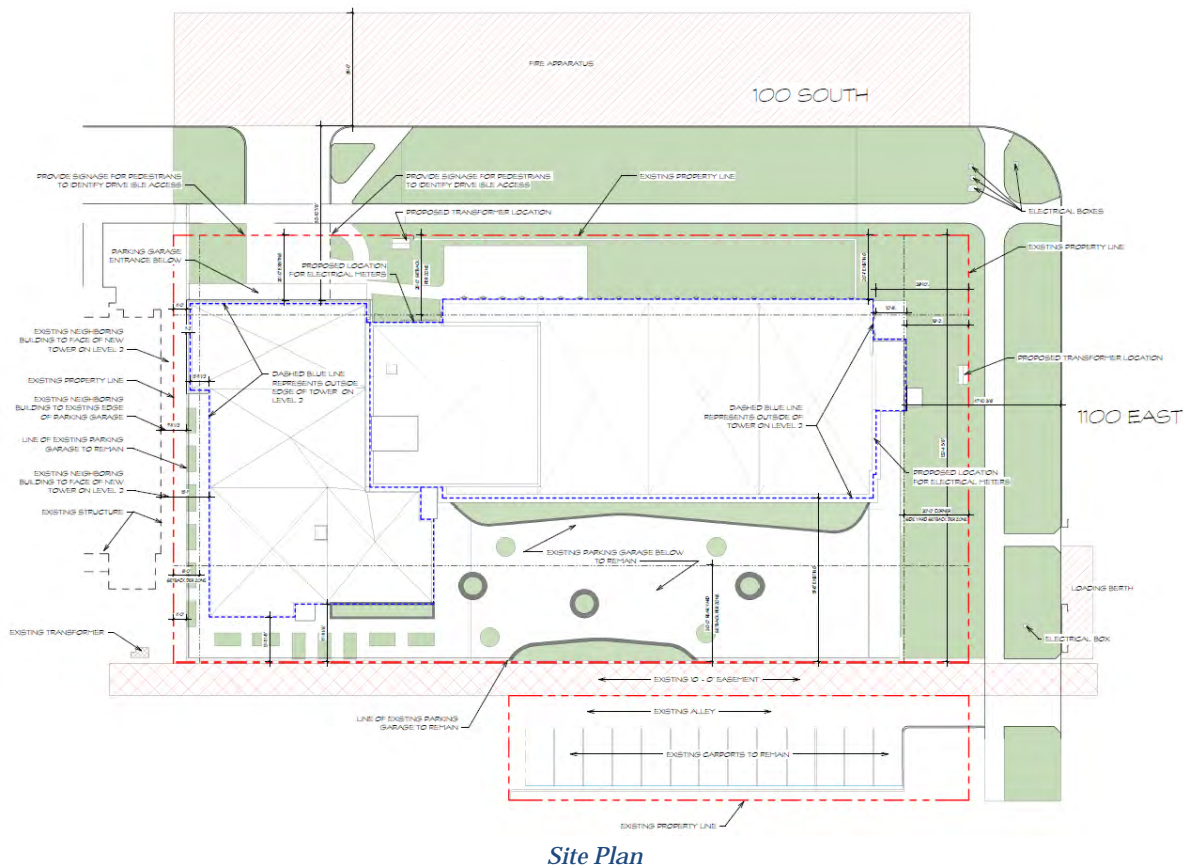 FIRE APPARATUS
100 SOUTH
PROVIDE SIGNAGE FOR PEDESTRIANS
TO IDENTIFY DRIVE ISLE ACCESS
PROVIDE SIGNAGE FOR PEDESTRIANS
TO IDENTIFY DRIVE ISLE ACCESS
EXISTING PROPERTY LINE
PROPOSED TRANSFORMER LOCATION
ELECTRICAL BOXES
PARKING GARAGE
ENTRANCE BELOW
PROPOSED LOCATION
FOR ELECTRICAL METERS
EXISTING
PROPERTY LINE
EXISTING NEIGHBORING
BUILDING TO FACE OF NEW
TOWER ON LEVEL 2
EXISTING PROPERTY LINE
EXISTING NEIGHBORING
BUILDING TO EXISTING EDGE
OF PARKING GARAGE
LINE OF EXISTING PARKING
GARAGE TO REMAIN
EXISTING NEIGHBORING
BUILDING TO FACE OF NEW
TOWER ON LEVEL 2
EXISTING STRUCTURE
DASHED BLUE LINE
REPRESENTS OUTSIDE
EDGE OF TOWER ON
LEVEL 2
DASHED BLUE LINE
REPRESENTS OUTSIDE OF
TOWER ON LEVEL 2
PROPOSED TRANSFORMER LOCATION
1100 EAST
PROPOSED LOCATION
FOR ELECTRICAL METERS
EXISTING PARKING GARAGE BELOW
TO REMAIN
LOADING BERTH
EXISTING TRANSFORMER
ELECTRICAL BOX
EXISTING 10'-0" EASEMENT
EXISTING ALLEY
LINE OF EXISTING PARKING
GARAGE TO REMAIN
EXISTING CARPORTS TO REMAIN
EXISTING PROPERTY LINE
Site Plan